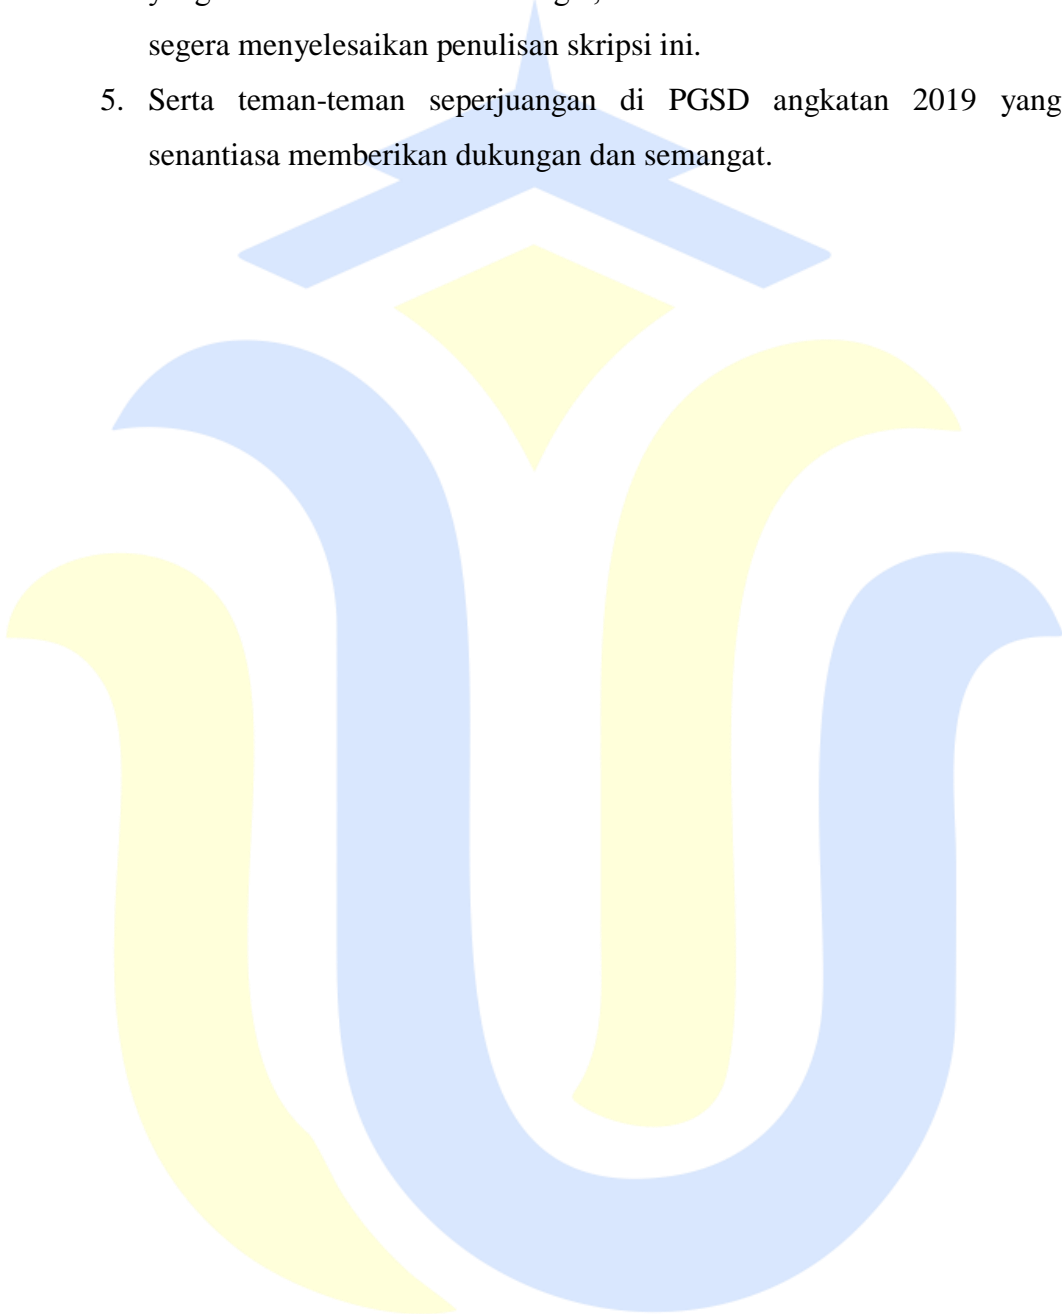 segera menyelesaikan penulisan skripsi ini.
5. Serta teman-teman seperjuangan di PGSD angkatan 2019 yang
senantiasa memberikan dukungan dan semangat.